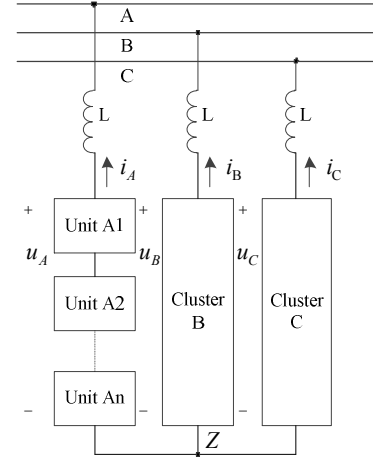 A
B
C
L L L
i_A i_B i_C
+ + +
Unit A1
u_A u_B u_C
Unit A2
Cluster B
Cluster C
Unit An
− − −
Z